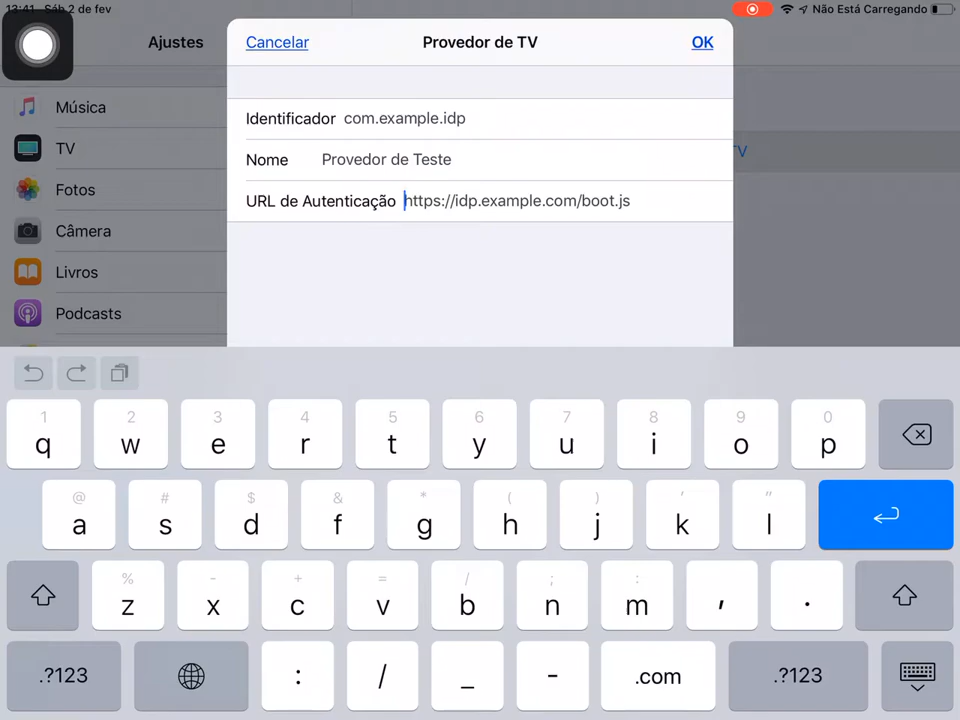 13:41 Sáb 2 de fev
Não Está Carregando
Ajustes
Cancelar
Provedor de TV
OK
Música
TV
Fotos
Câmera
Livros
Podcasts
Identificador com.example.idp
Nome Provedor de Teste
URL de Autenticação https://idp.example.com/boot.js
TV
1 2 3 4 5 6 7 8 9 0
q w e r t y u i o p
@ # $ & * ( ) ' "
a s d f g h j k l
% - + = / ; :
z x c v b n m , .
.?123 : / _ - .com .?123